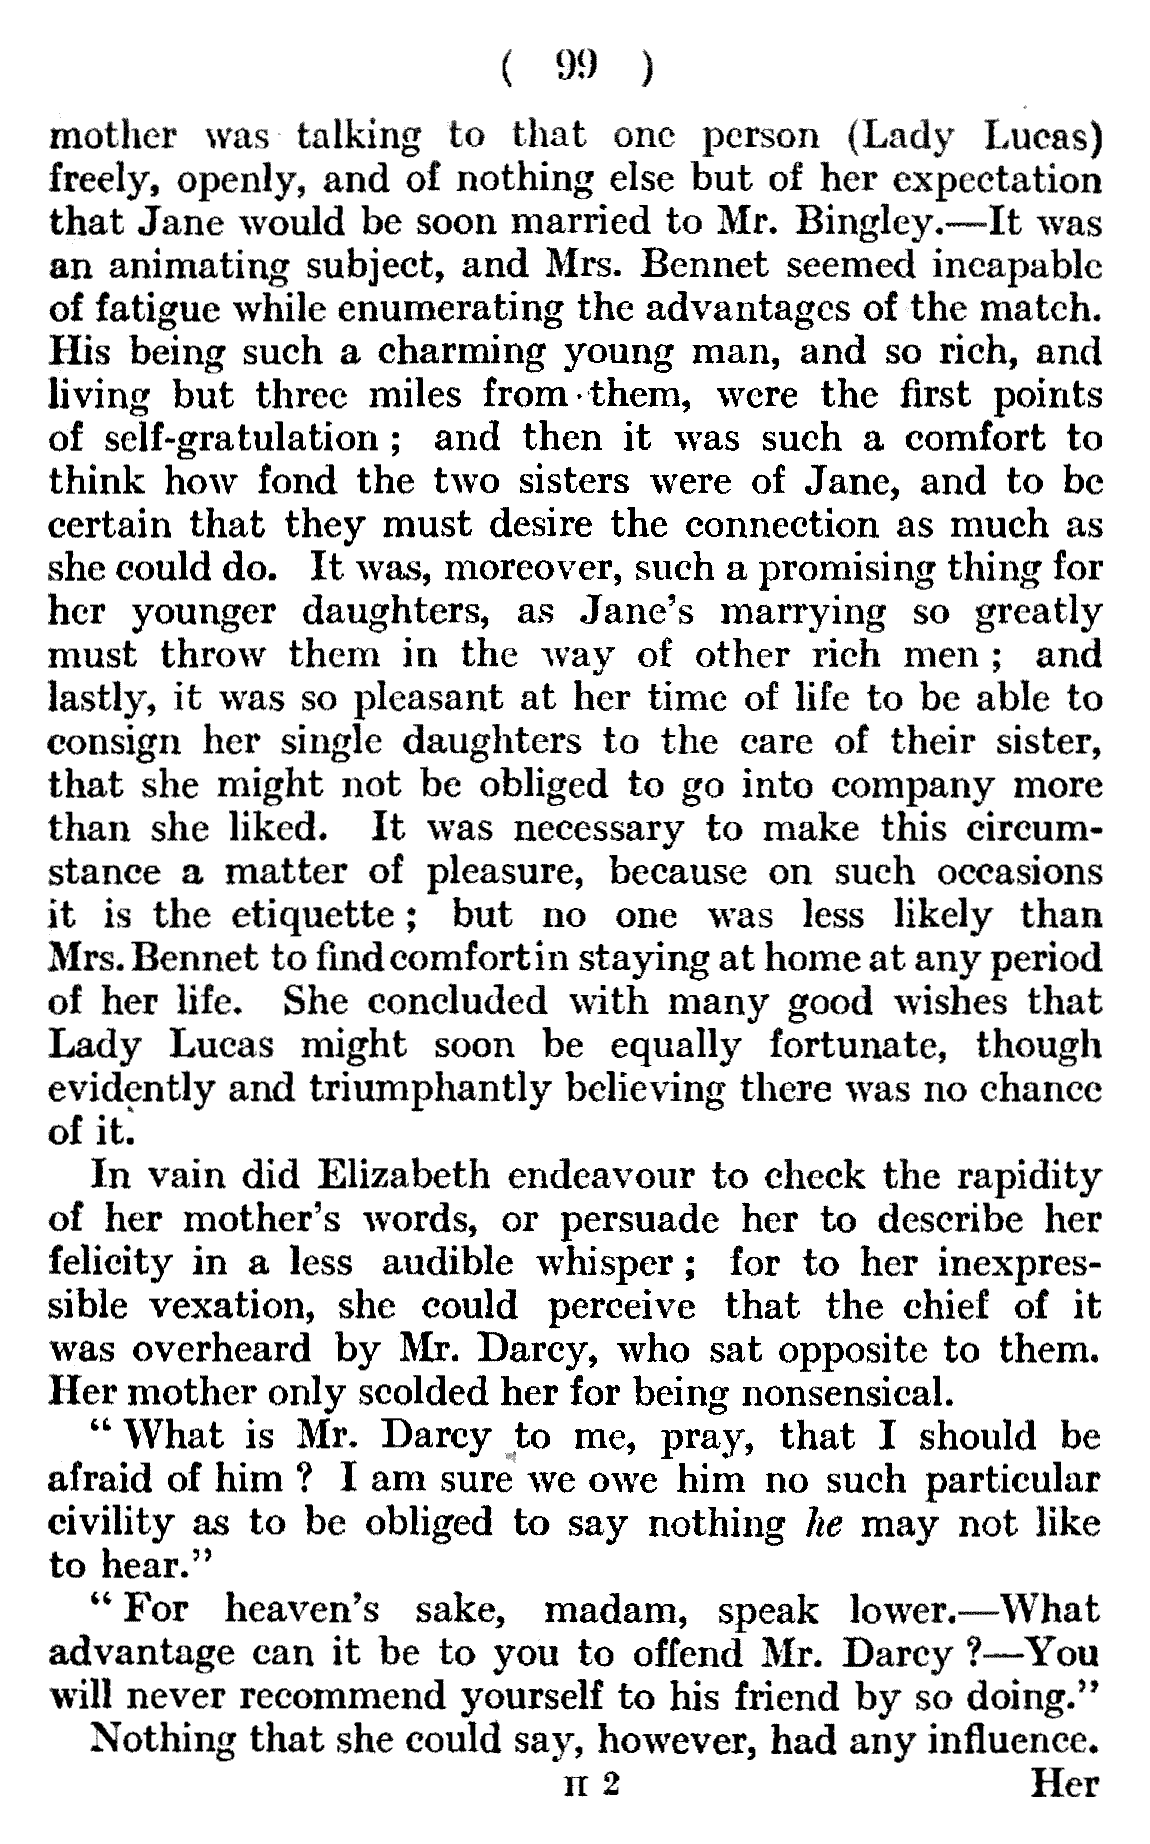 ( 99 )
mother was talking to that one person (Lady Lucas)
freely, openly, and of nothing else but of her expectation
that Jane would be soon married to Mr. Bingley.—It was
an animating subject, and Mrs. Bennet seemed incapable
of fatigue while enumerating the advantages of the match.
His being such a charming young man, and so rich, and
living but three miles from them, were the first points
of self-gratulation ; and then it was such a comfort to
think how fond the two sisters were of Jane, and to be
certain that they must desire the connection as much as
she could do. It was, moreover, such a promising thing for
her younger daughters, as Jane's marrying so greatly
must throw them in the way of other rich men ; and
lastly, it was so pleasant at her time of life to be able to
consign her single daughters to the care of their sister,
that she might not be obliged to go into company more
than she liked. It was necessary to make this circum-
stance a matter of pleasure, because on such occasions
it is the etiquette ; but no one was less likely than
Mrs. Bennet to find comfort in staying at home at any period
of her life. She concluded with many good wishes that
Lady Lucas might soon be equally fortunate, though
evidently and triumphantly believing there was no chance
of it.
In vain did Elizabeth endeavour to check the rapidity
of her mother's words, or persuade her to describe her
felicity in a less audible whisper ; for to her inexpres-
sible vexation, she could perceive that the chief of it
was overheard by Mr. Darcy, who sat opposite to them.
Her mother only scolded her for being nonsensical.
“ What is Mr. Darcy to me, pray, that I should be
afraid of him ? I am sure we owe him no such particular
civility as to be obliged to say nothing he may not like
to hear.”
“ For heaven's sake, madam, speak lower.—What
advantage can it be to you to offend Mr. Darcy ?—You
will never recommend yourself to his friend by so doing.”
Nothing that she could say, however, had any influence.
H 2 Her